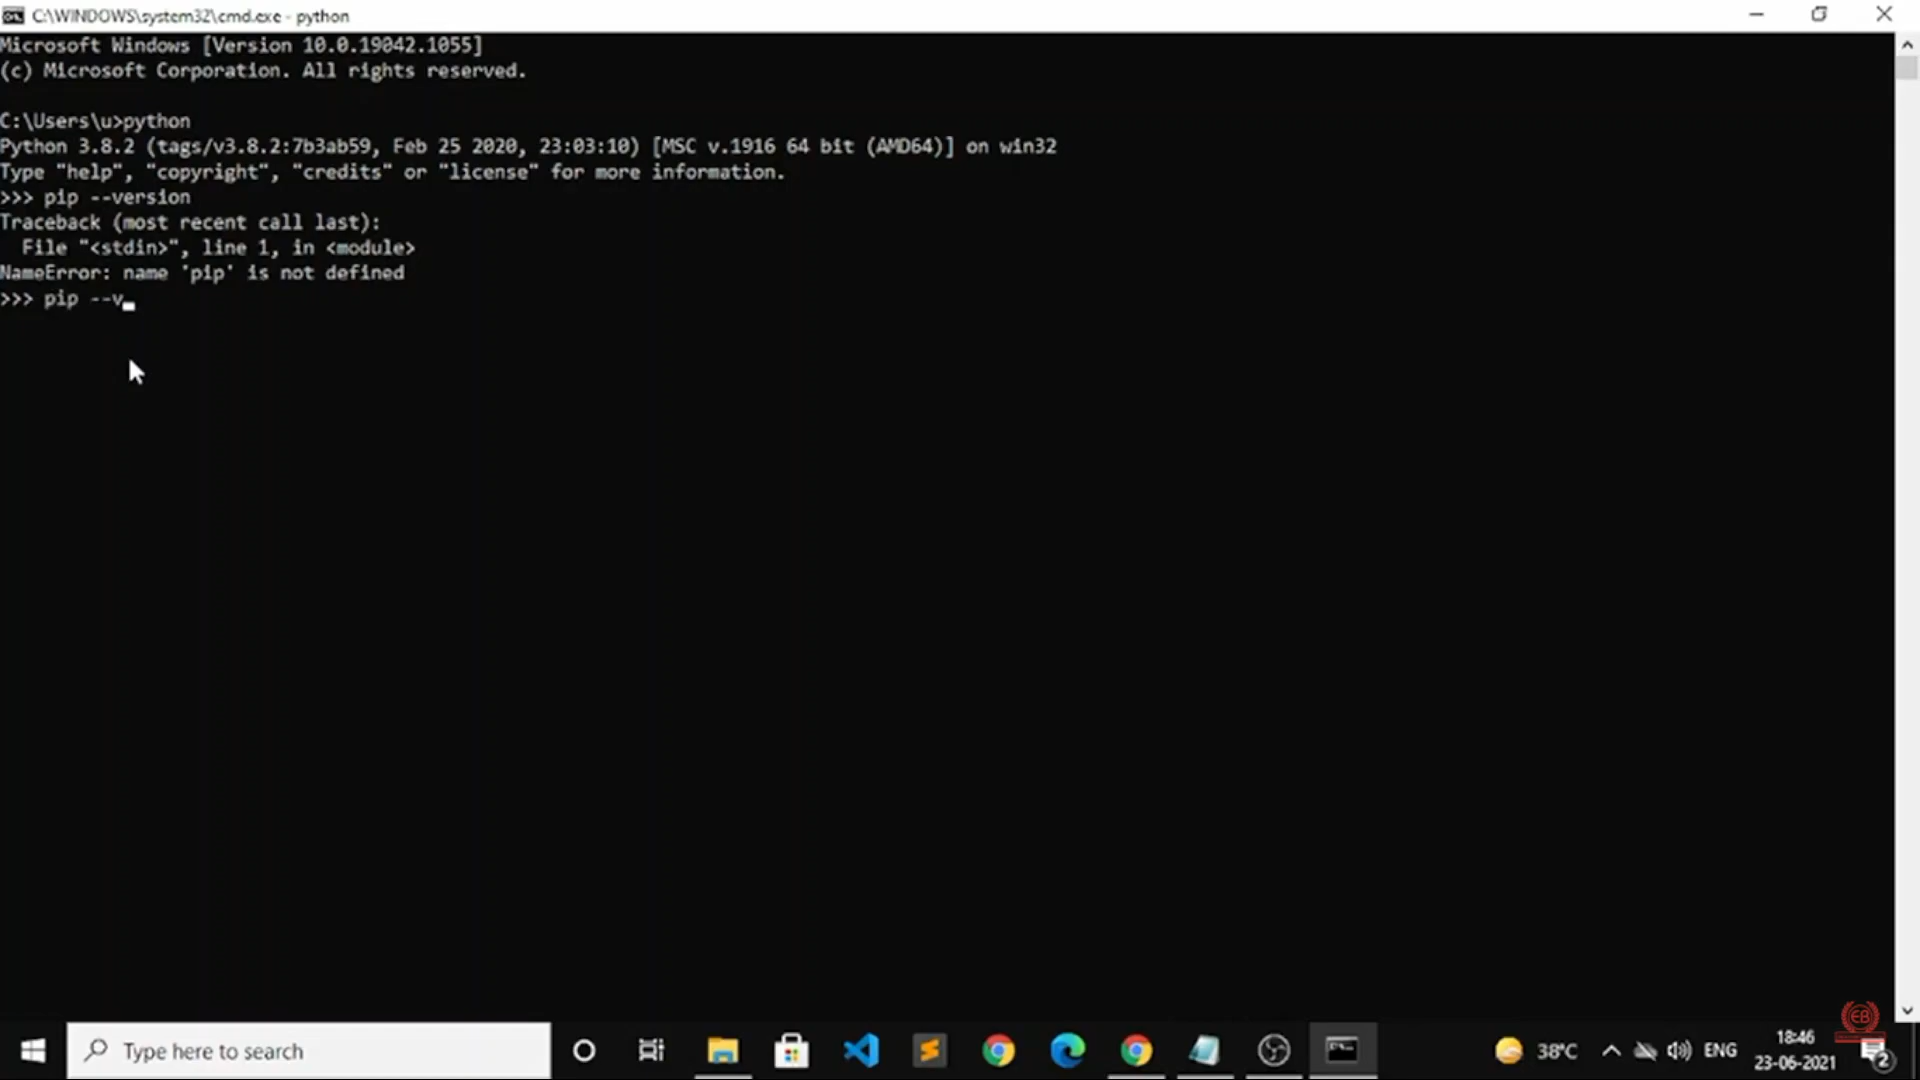 C:\WINDOWS\system32\cmd.exe - python
Microsoft Windows [Version 10.0.19042.1055]
(c) Microsoft Corporation. All rights reserved.
C:\Users\u>python
Python 3.8.2 (tags/v3.8.2:7b3ab59, Feb 25 2020, 23:03:10) [MSC v.1916 64 bit (AMD64)] on win32
Type "help", "copyright", "credits" or "license" for more information.
>>> pip --version
Traceback (most recent call last):
  File "<stdin>", line 1, in <module>
NameError: name 'pip' is not defined
>>> pip --v
EB
Type here to search
38°C
ENG
18:46
23-06-2021
2